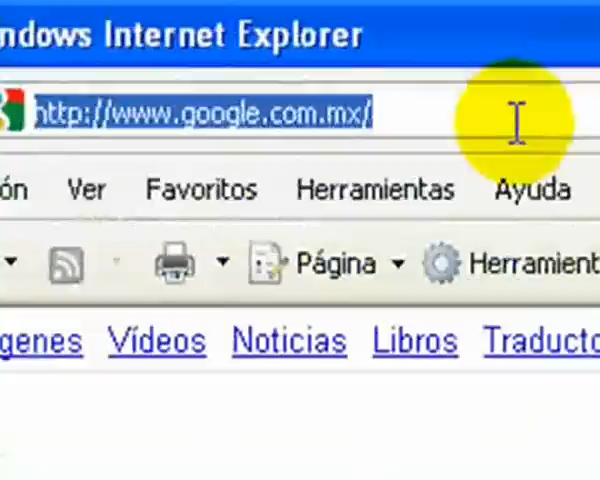 ndows Internet Explorer
http://www.google.com.mx/
ón Ver Favoritos Herramientas Ayuda
Página Herramient
genes Vídeos Noticias Libros Traducto